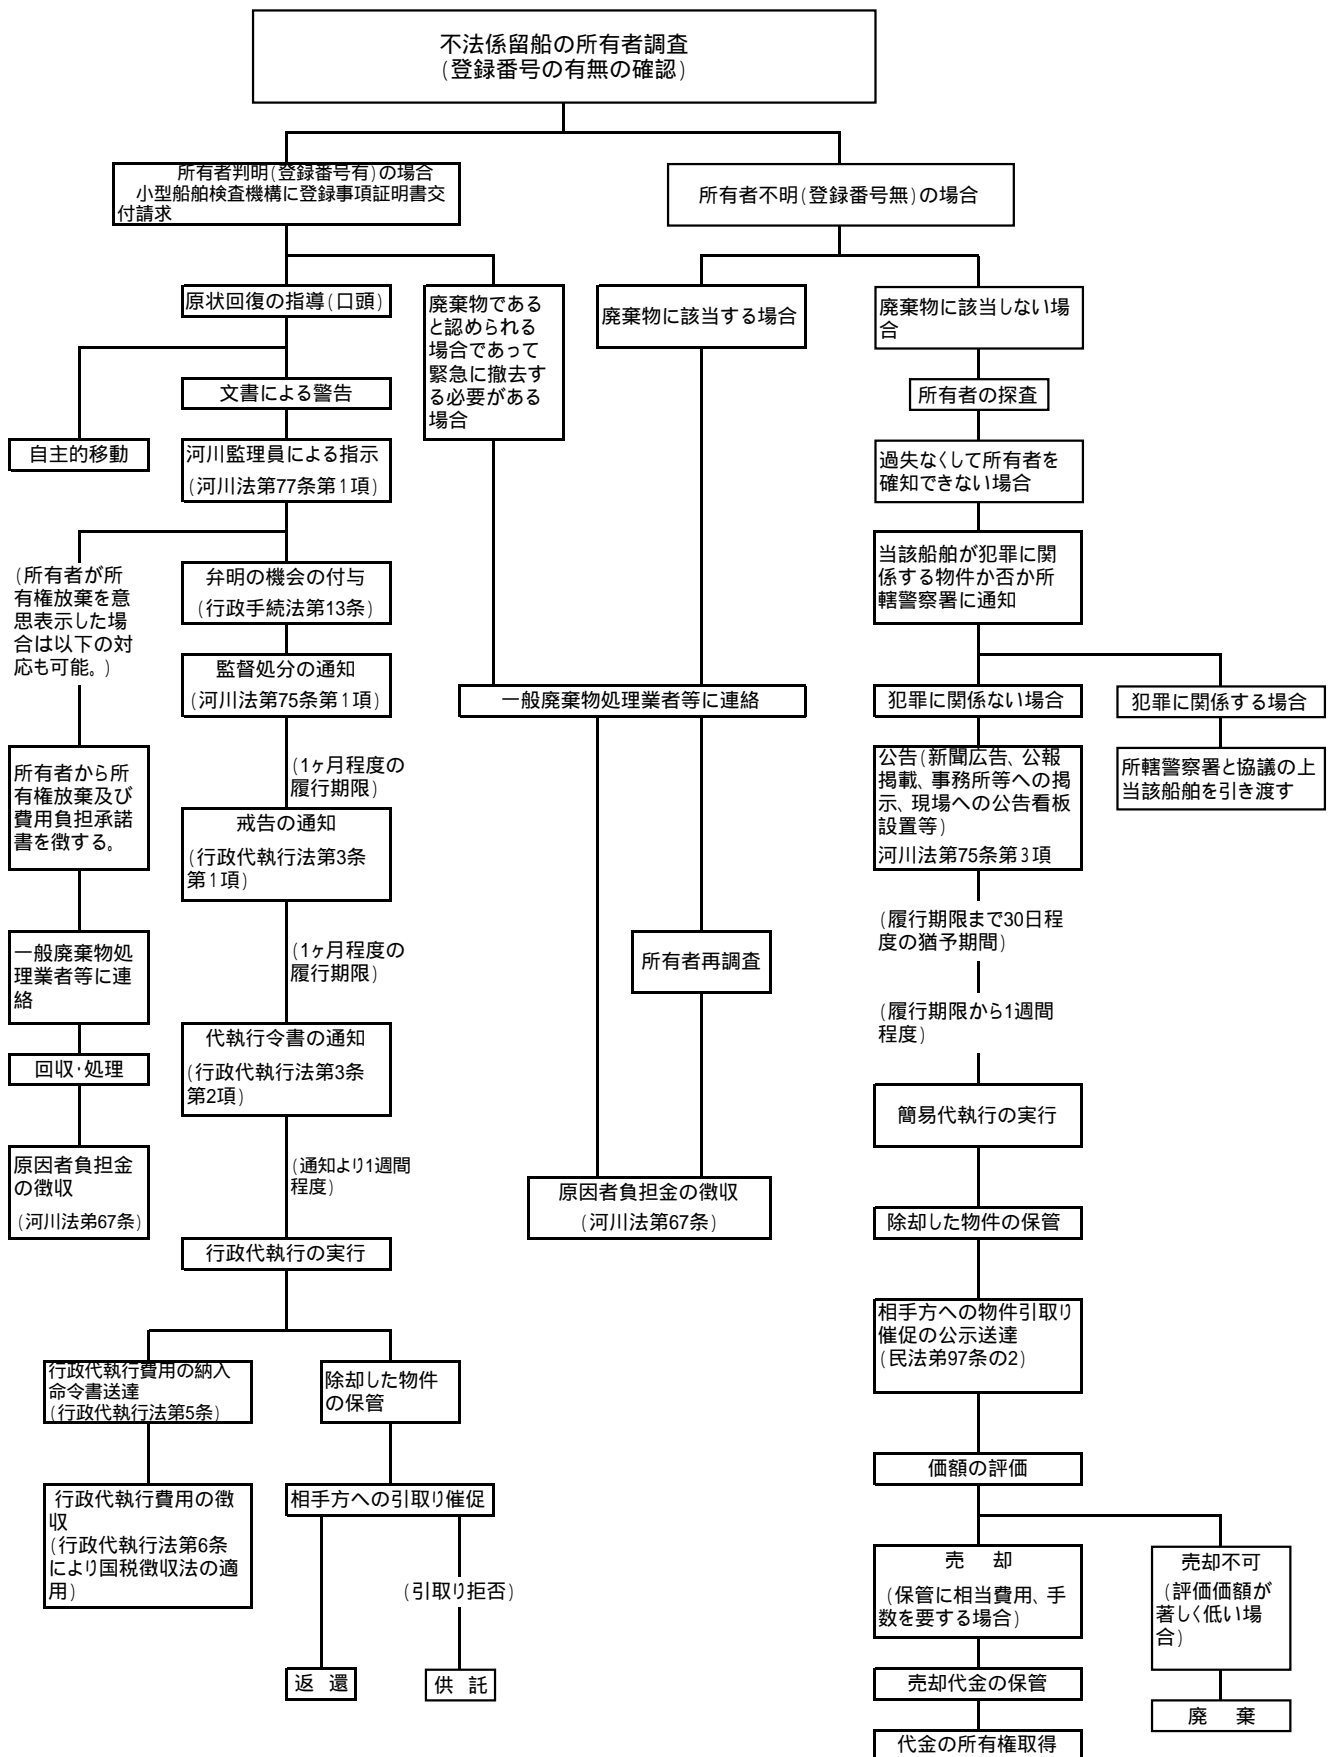 不法係留船の所有者調査
(登録番号の有無の確認)
所有者判明(登録番号有)の場合
小型船舶検査機構に登録事項証明書交
付請求
所有者不明(登録番号無)の場合
原状回復の指導(口頭)
廃棄物である
と認められる
場合であって
緊急に撤去す
る必要がある
場合
廃棄物に該当する場合
廃棄物に該当しない場
合
文書による警告
所有者の探査
自主的移動
河川監理員による指示
(河川法第77条第1項)
過失なくして所有者を
確知できない場合
(所有者が所
有権放棄を意
思表示した場
合は以下の対
応も可能。)
弁明の機会の付与
(行政手続法第13条)
当該船舶が犯罪に関
係する物件か否か所
轄警察署に通知
監督処分の通知
(河川法第75条第1項)
一般廃棄物処理業者等に連絡
犯罪に関係ない場合
犯罪に関係する場合
所有者から所
有権放棄及び
費用負担承諾
書を徴する。
(1ヶ月程度の
履行期限)
公告(新聞広告、公報
掲載、事務所等への掲
示、現場への公告看板
設置等)
河川法第75条第3項
所轄警察署と協議の上
当該船舶を引き渡す
戒告の通知
(行政代執行法第3条
第1項)
一般廃棄物処
理業者等に連
絡
(1ヶ月程度の
履行期限)
所有者再調査
(履行期限まで30日程
度の猶予期間)
(履行期限から1週間
程度)
代執行令書の通知
(行政代執行法第3条
第2項)
回収・処理
簡易代執行の実行
原因者負担金
の徴収
(河川法弟67条)
(通知より1週間
程度)
原因者負担金の徴収
(河川法第67条)
除却した物件の保管
行政代執行の実行
相手方への物件引取り
催促の公示送達
(民法弟97条の2)
行政代執行費用の納入
命令書送達
(行政代執行法第5条)
除却した物件
の保管
価額の評価
行政代執行費用の徴
収
(行政代執行法第6条
により国税徴収法の適
用)
相手方への引取り催促
(引取り拒否)
売 却
(保管に相当費用、手
数を要する場合)
売却不可
(評価価額が
著しく低い場
合)
返 還
供 託
売却代金の保管
廃 棄
代金の所有権取得